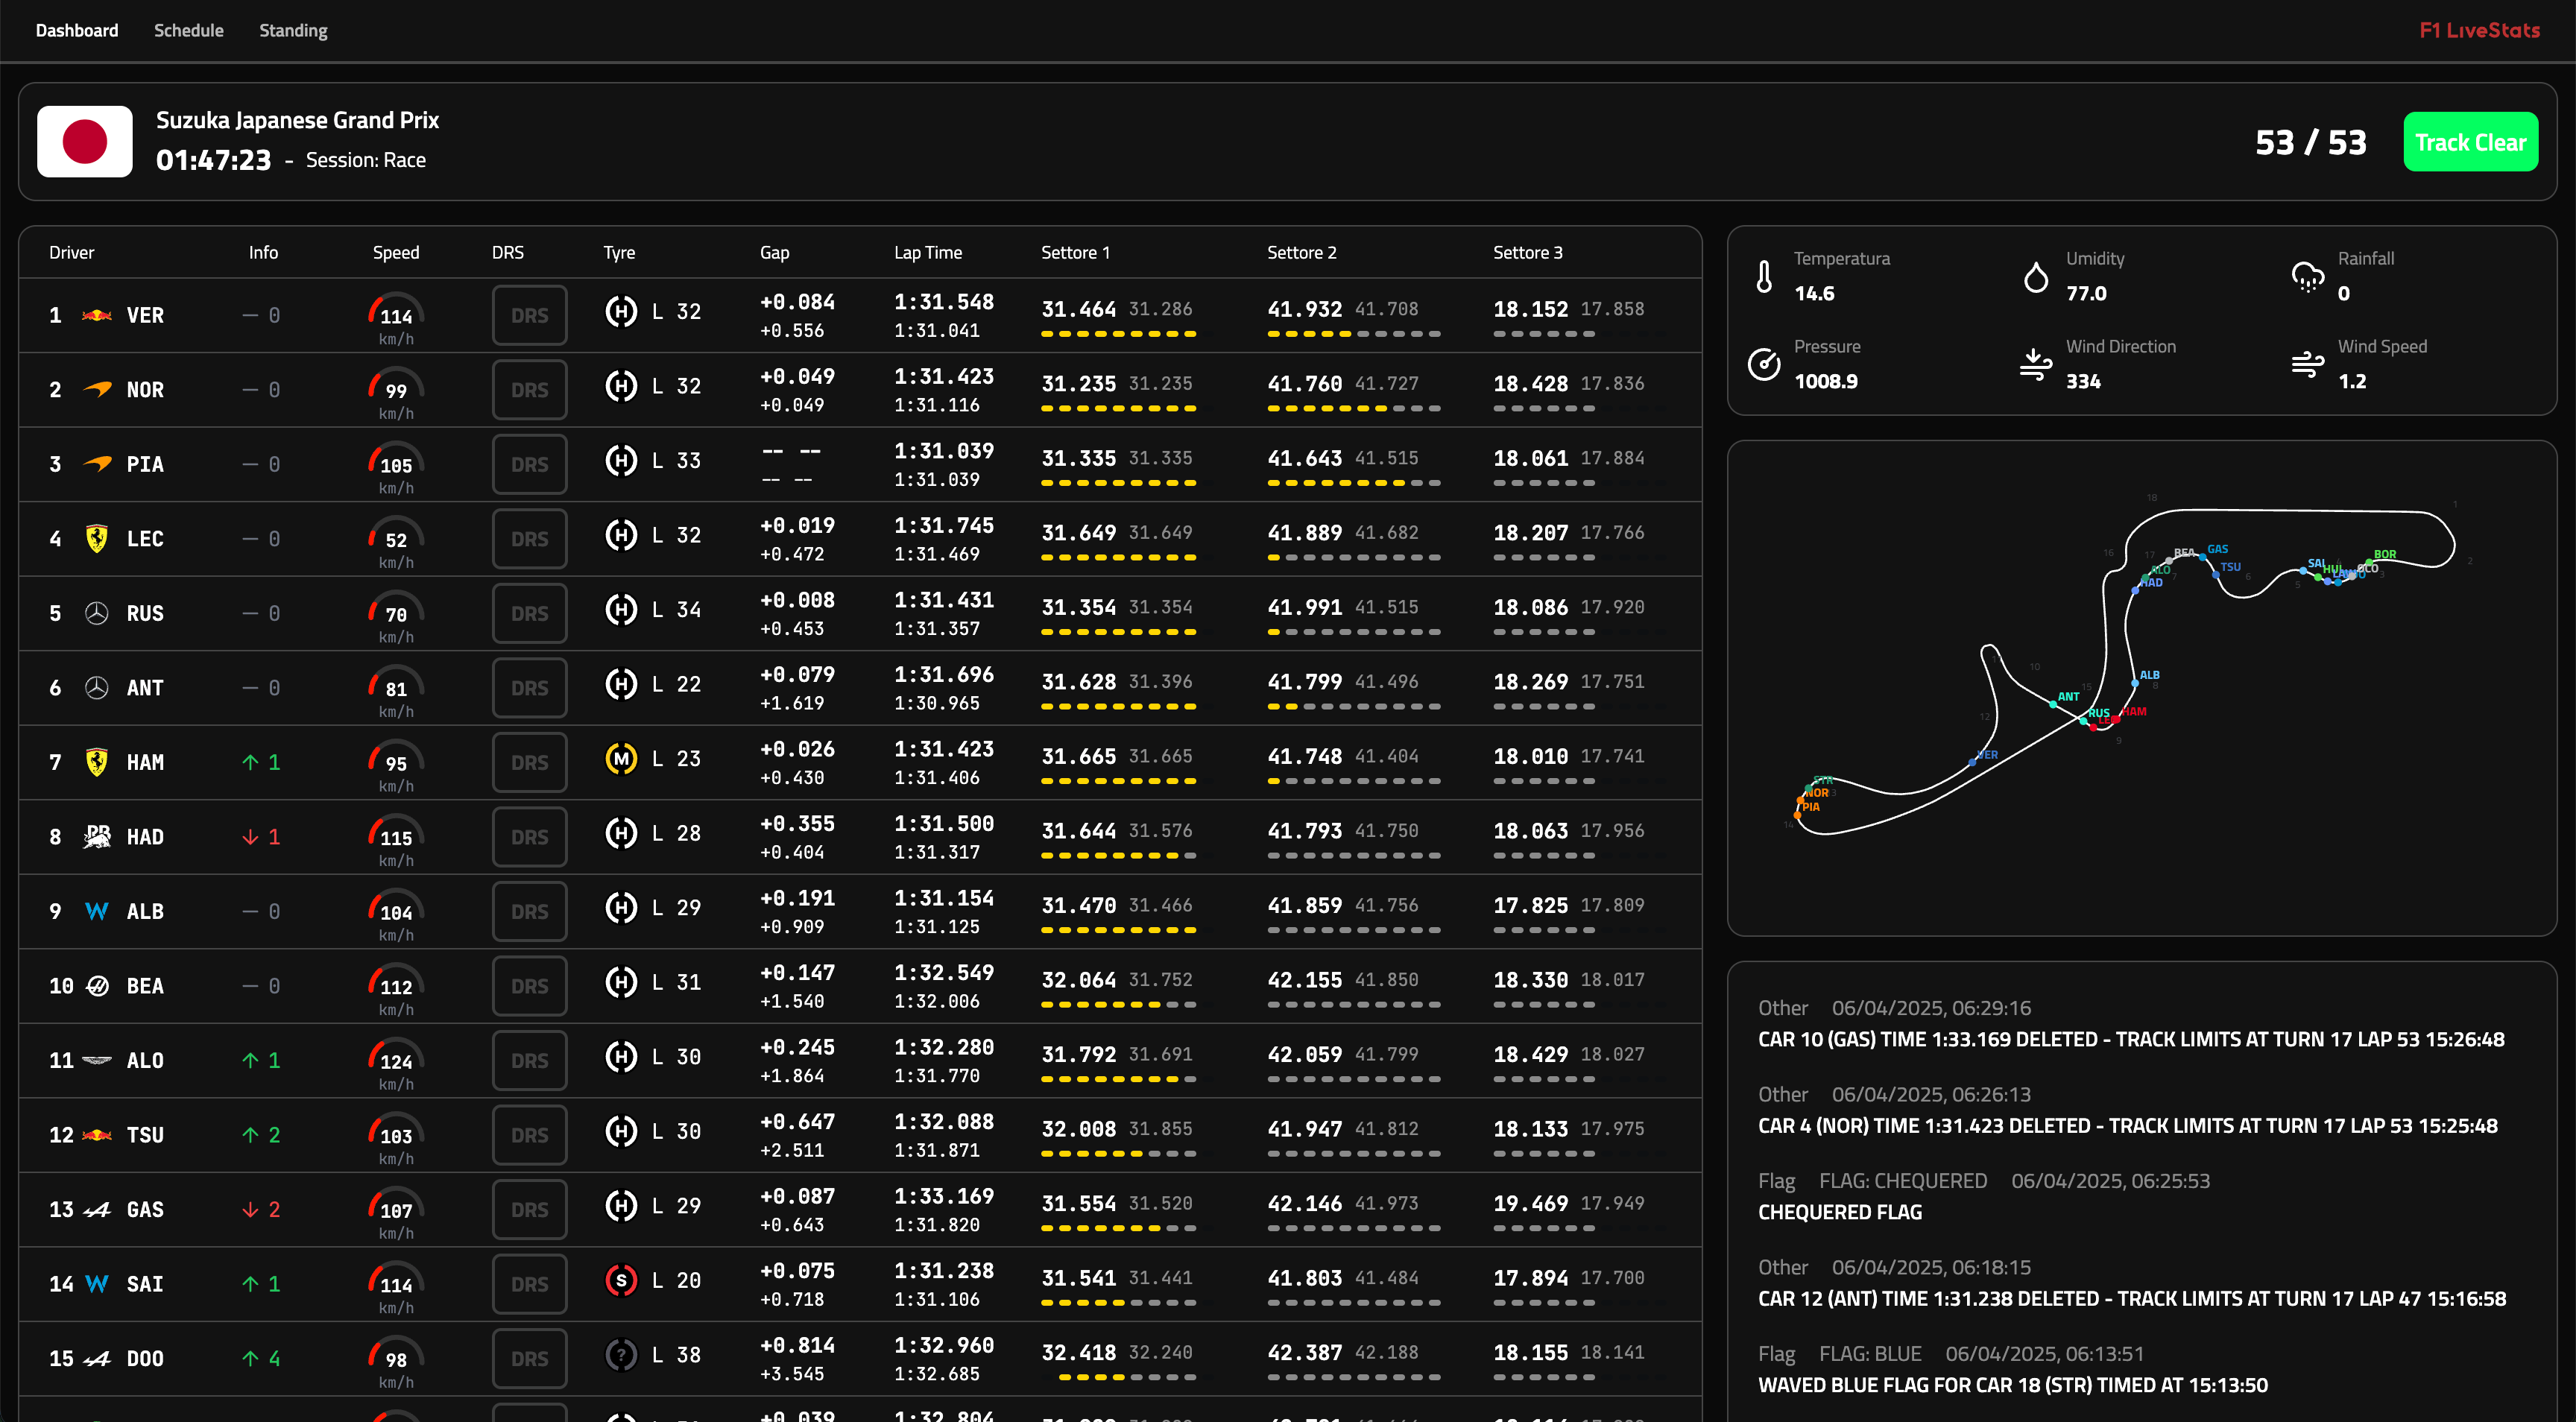 Dashboard Schedule Standing F1 LiveStats
Suzuka Japanese Grand Prix
01:47:23 - Session: Race
53 / 53 Track Clear
Driver Info Speed DRS Tyre Gap Lap Time Settore 1 Settore 2 Settore 3
1 VER — 0 114 km/h DRS H L 32 +0.084 1:31.548 31.464 31.286 41.932 41.708 18.152 17.858
+0.556 1:31.041
2 NOR — 0 99 km/h DRS H L 32 +0.049 1:31.423 31.235 31.235 41.760 41.727 18.428 17.836
+0.049 1:31.116
3 PIA — 0 105 km/h DRS H L 33 -- -- 1:31.039 31.335 31.335 41.643 41.515 18.061 17.884
-- -- 1:31.039
4 LEC — 0 52 km/h DRS H L 32 +0.019 1:31.745 31.649 31.649 41.889 41.682 18.207 17.766
+0.472 1:31.469
5 RUS — 0 70 km/h DRS H L 34 +0.008 1:31.431 31.354 31.354 41.991 41.515 18.086 17.920
+0.453 1:31.357
6 ANT — 0 81 km/h DRS H L 22 +0.079 1:31.696 31.628 31.396 41.799 41.496 18.269 17.751
+1.619 1:30.965
7 HAM ↑ 1 95 km/h DRS M L 23 +0.026 1:31.423 31.665 31.665 41.748 41.404 18.010 17.741
+0.430 1:31.406
8 HAD ↓ 1 115 km/h DRS H L 28 +0.355 1:31.500 31.644 31.576 41.793 41.750 18.063 17.956
+0.404 1:31.317
9 ALB — 0 104 km/h DRS H L 29 +0.191 1:31.154 31.470 31.466 41.859 41.756 17.825 17.809
+0.909 1:31.125
10 BEA — 0 112 km/h DRS H L 31 +0.147 1:32.549 32.064 31.752 42.155 41.850 18.330 18.017
+1.540 1:32.006
11 ALO ↑ 1 124 km/h DRS H L 30 +0.245 1:32.280 31.792 31.691 42.059 41.799 18.429 18.027
+1.864 1:31.770
12 TSU ↑ 2 103 km/h DRS H L 30 +0.647 1:32.088 32.008 31.855 41.947 41.812 18.133 17.975
+2.511 1:31.871
13 GAS ↓ 2 107 km/h DRS H L 29 +0.087 1:33.169 31.554 31.520 42.146 41.973 19.469 17.949
+0.643 1:31.820
14 SAI ↑ 1 114 km/h DRS S L 20 +0.075 1:31.238 31.541 31.441 41.803 41.484 17.894 17.700
+0.718 1:31.106
15 DOO ↑ 4 98 km/h DRS ? L 38 +0.814 1:32.960 32.418 32.240 42.387 42.188 18.155 18.141
+3.545 1:32.685
+0.039 1:32.804
Temperatura Umidity Rainfall
14.6 77.0 0
Pressure Wind Direction Wind Speed
1008.9 334 1.2
18 1
16 17 BEA GAS BOR
ALO 7 TSU 6 SAI HUL OCO 3 2
HAD 5
10 ALB
15 8
ANT
12 RUS HAM
9
VER
STR
NOR 13
PIA
14
Other 06/04/2025, 06:29:16
CAR 10 (GAS) TIME 1:33.169 DELETED - TRACK LIMITS AT TURN 17 LAP 53 15:26:48
Other 06/04/2025, 06:26:13
CAR 4 (NOR) TIME 1:31.423 DELETED - TRACK LIMITS AT TURN 17 LAP 53 15:25:48
Flag FLAG: CHEQUERED 06/04/2025, 06:25:53
CHEQUERED FLAG
Other 06/04/2025, 06:18:15
CAR 12 (ANT) TIME 1:31.238 DELETED - TRACK LIMITS AT TURN 17 LAP 47 15:16:58
Flag FLAG: BLUE 06/04/2025, 06:13:51
WAVED BLUE FLAG FOR CAR 18 (STR) TIMED AT 15:13:50